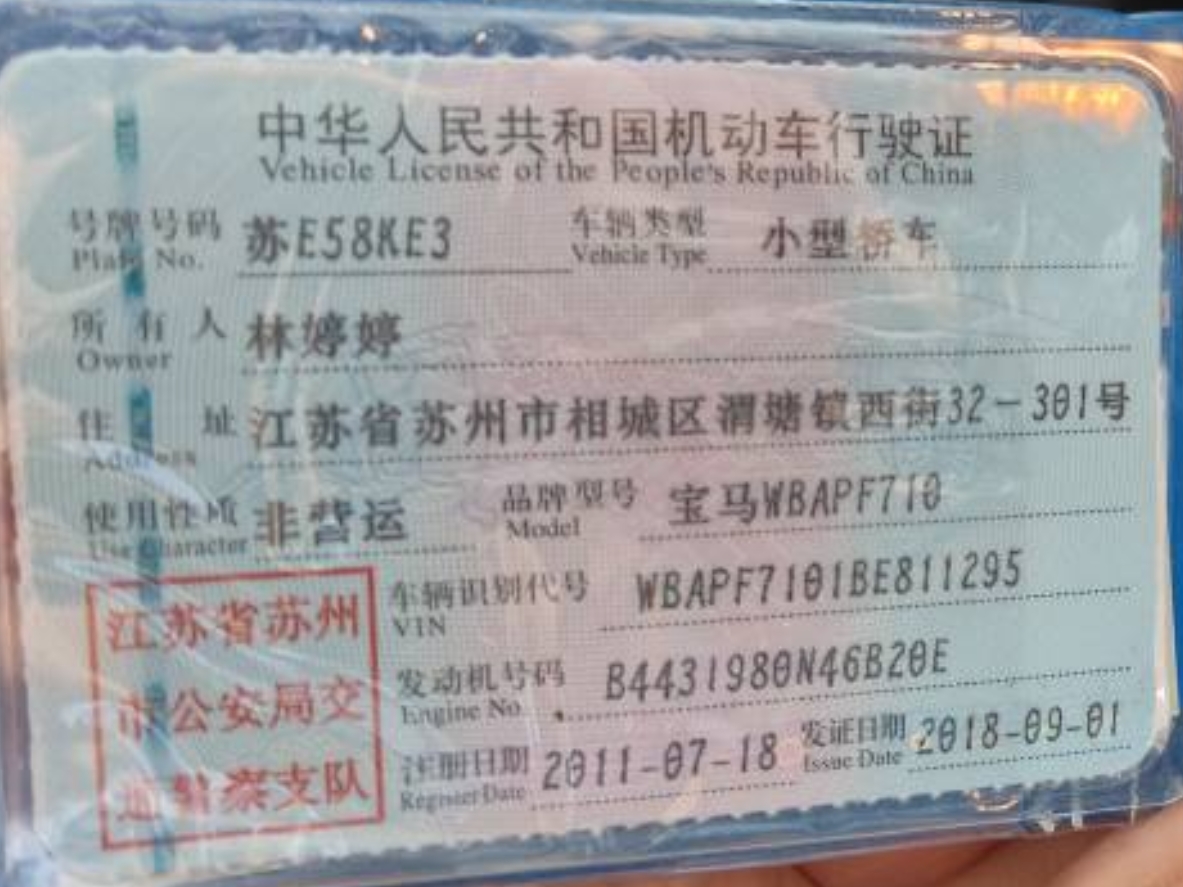 中华人民共和国机动车行驶证
Vehicle License of the People's Republic of China
号牌号码 苏E58KE3 车辆类型 小型轿车
Plate No. Vehicle Type
所有人 林婷婷
Owner
住址 江苏省苏州市相城区渭塘镇西街32-301号
Address
使用性质 非营运 品牌型号 宝马WBAPF710
Use Character Model
车辆识别代号 WBAPF7101BE811295
VIN
发动机号码 B4431980N46B20E
Engine No.
注册日期 2011-07-18 发证日期 2018-09-01
Register Date Issue Date
江苏省苏州
市公安局交
通警察支队